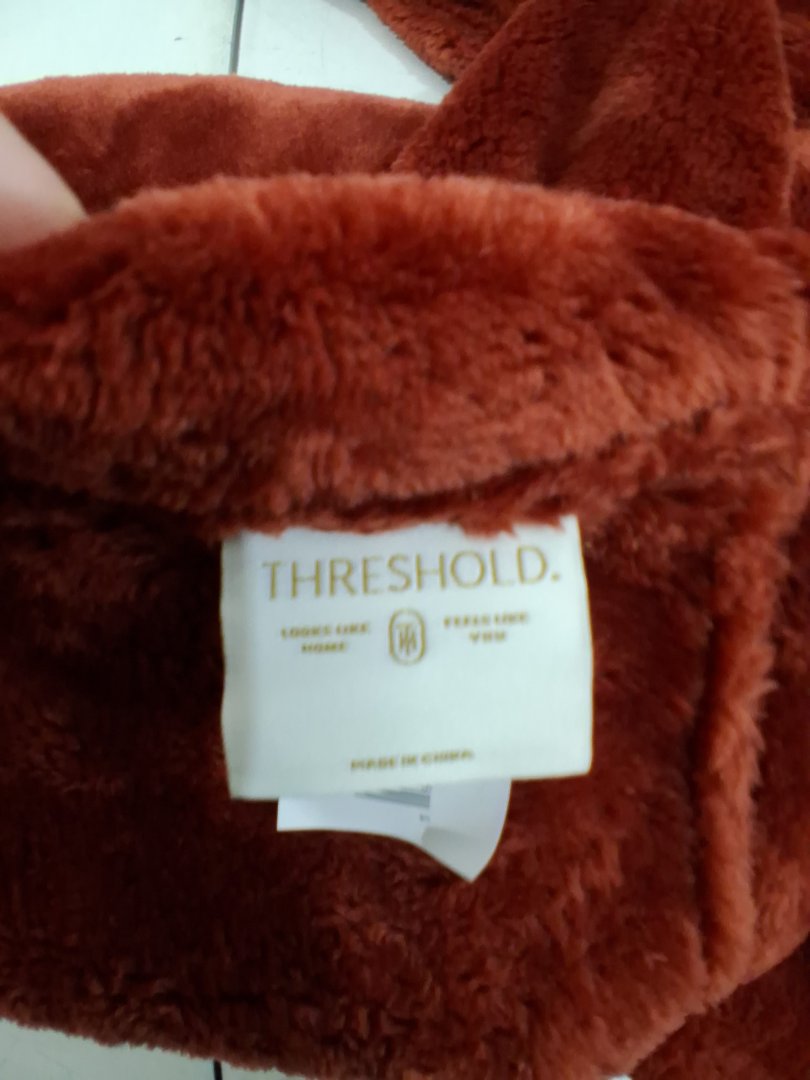 THRESHOLD.
LOOKS LIKE HOME
FEELS LIKE YOU
MADE IN CHINA